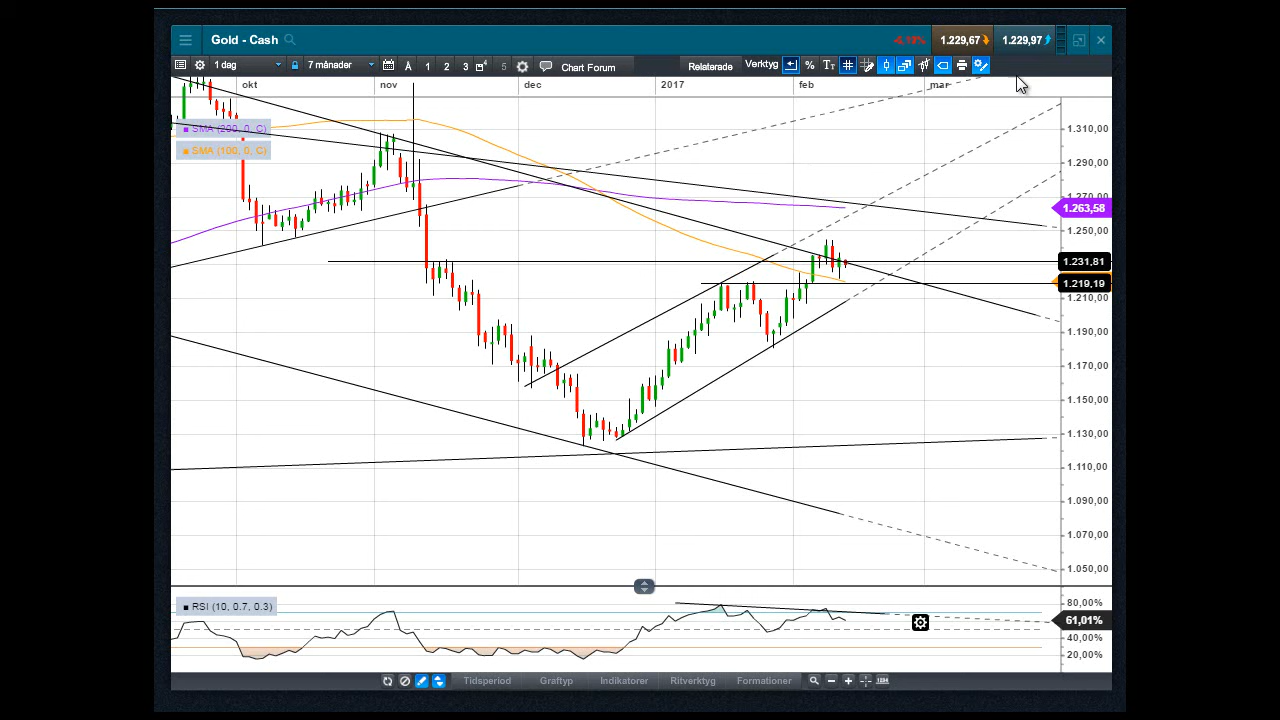 Gold - Cash
-0,13%
1.229,67
1.229,97
1 dag
7 månader
A
1
2
3
5
Chart Forum
Relaterade
Verktyg
%
TT
okt
nov
dec
2017
feb
mar
SMA (200, 0, C)
SMA (100, 0, C)
1.310,00
1.290,00
1.270,00
1.263,58
1.250,00
1.231,81
1.219,19
1.210,00
1.190,00
1.170,00
1.150,00
1.130,00
1.110,00
1.090,00
1.070,00
1.050,00
RSI (10, 0.7, 0.3)
80,00%
61,01%
40,00%
20,00%
Tidsperiod
Graftyp
Indikatorer
Ritverktyg
Formationer